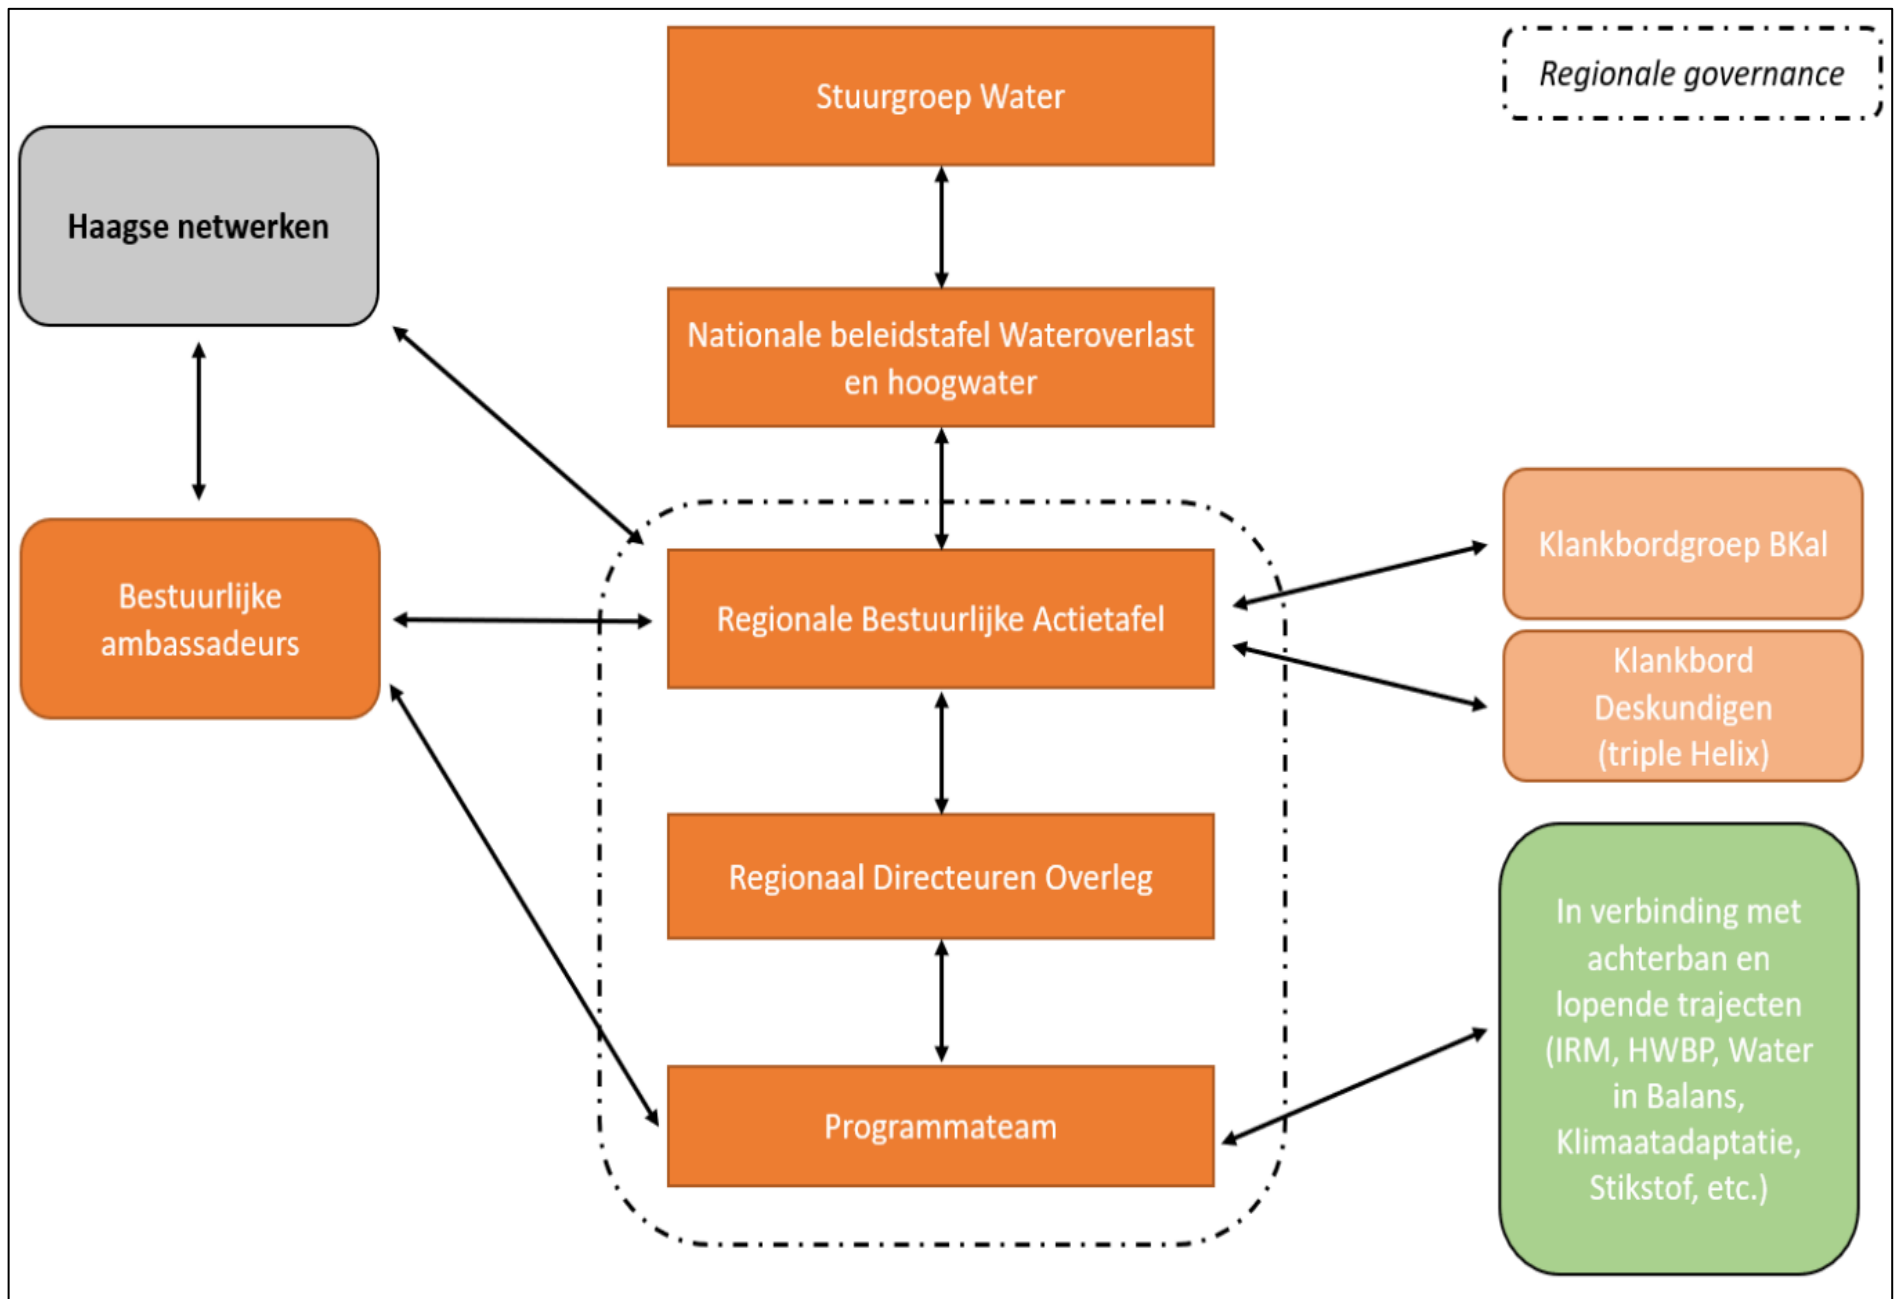 Stuurgroep Water
Regionale governance
Haagse netwerken
Nationale beleidstafel Wateroverlast
en hoogwater
Bestuurlijke
ambassadeurs
Regionale Bestuurlijke Actietafel
Klankbordgroep BKal
Klankbord
Deskundigen
(triple Helix)
Regionaal Directeuren Overleg
Programmateam
In verbinding met
achterban en
lopende trajecten
(IRM, HWBP, Water
in Balans,
Klimaatadaptatie,
Stikstof, etc.)